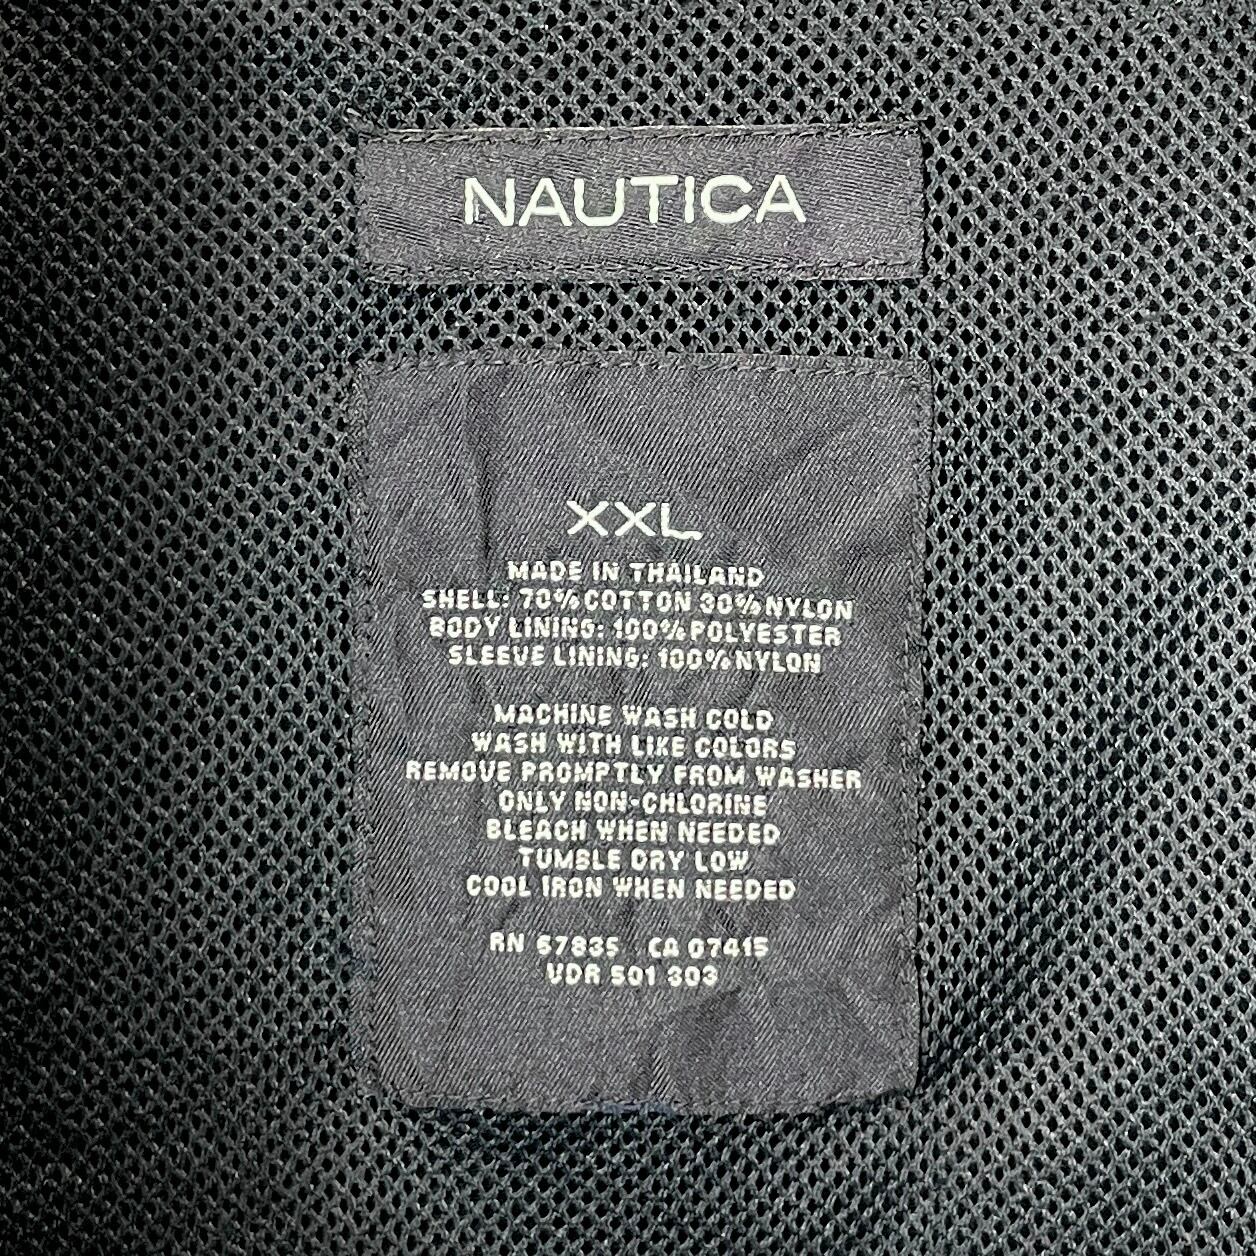 NAUTICA
XXL
MADE IN THAILAND
SHELL: 70% COTTON 30% NYLON
BODY LINING: 100% POLYESTER
SLEEVE LINING: 100% NYLON
MACHINE WASH COLD
WASH WITH LIKE COLORS
REMOVE PROMPTLY FROM WASHER
ONLY NON-CHLORINE
BLEACH WHEN NEEDED
TUMBLE DRY LOW
COOL IRON WHEN NEEDED
RN 67835 CA 07415
VDR 501 303